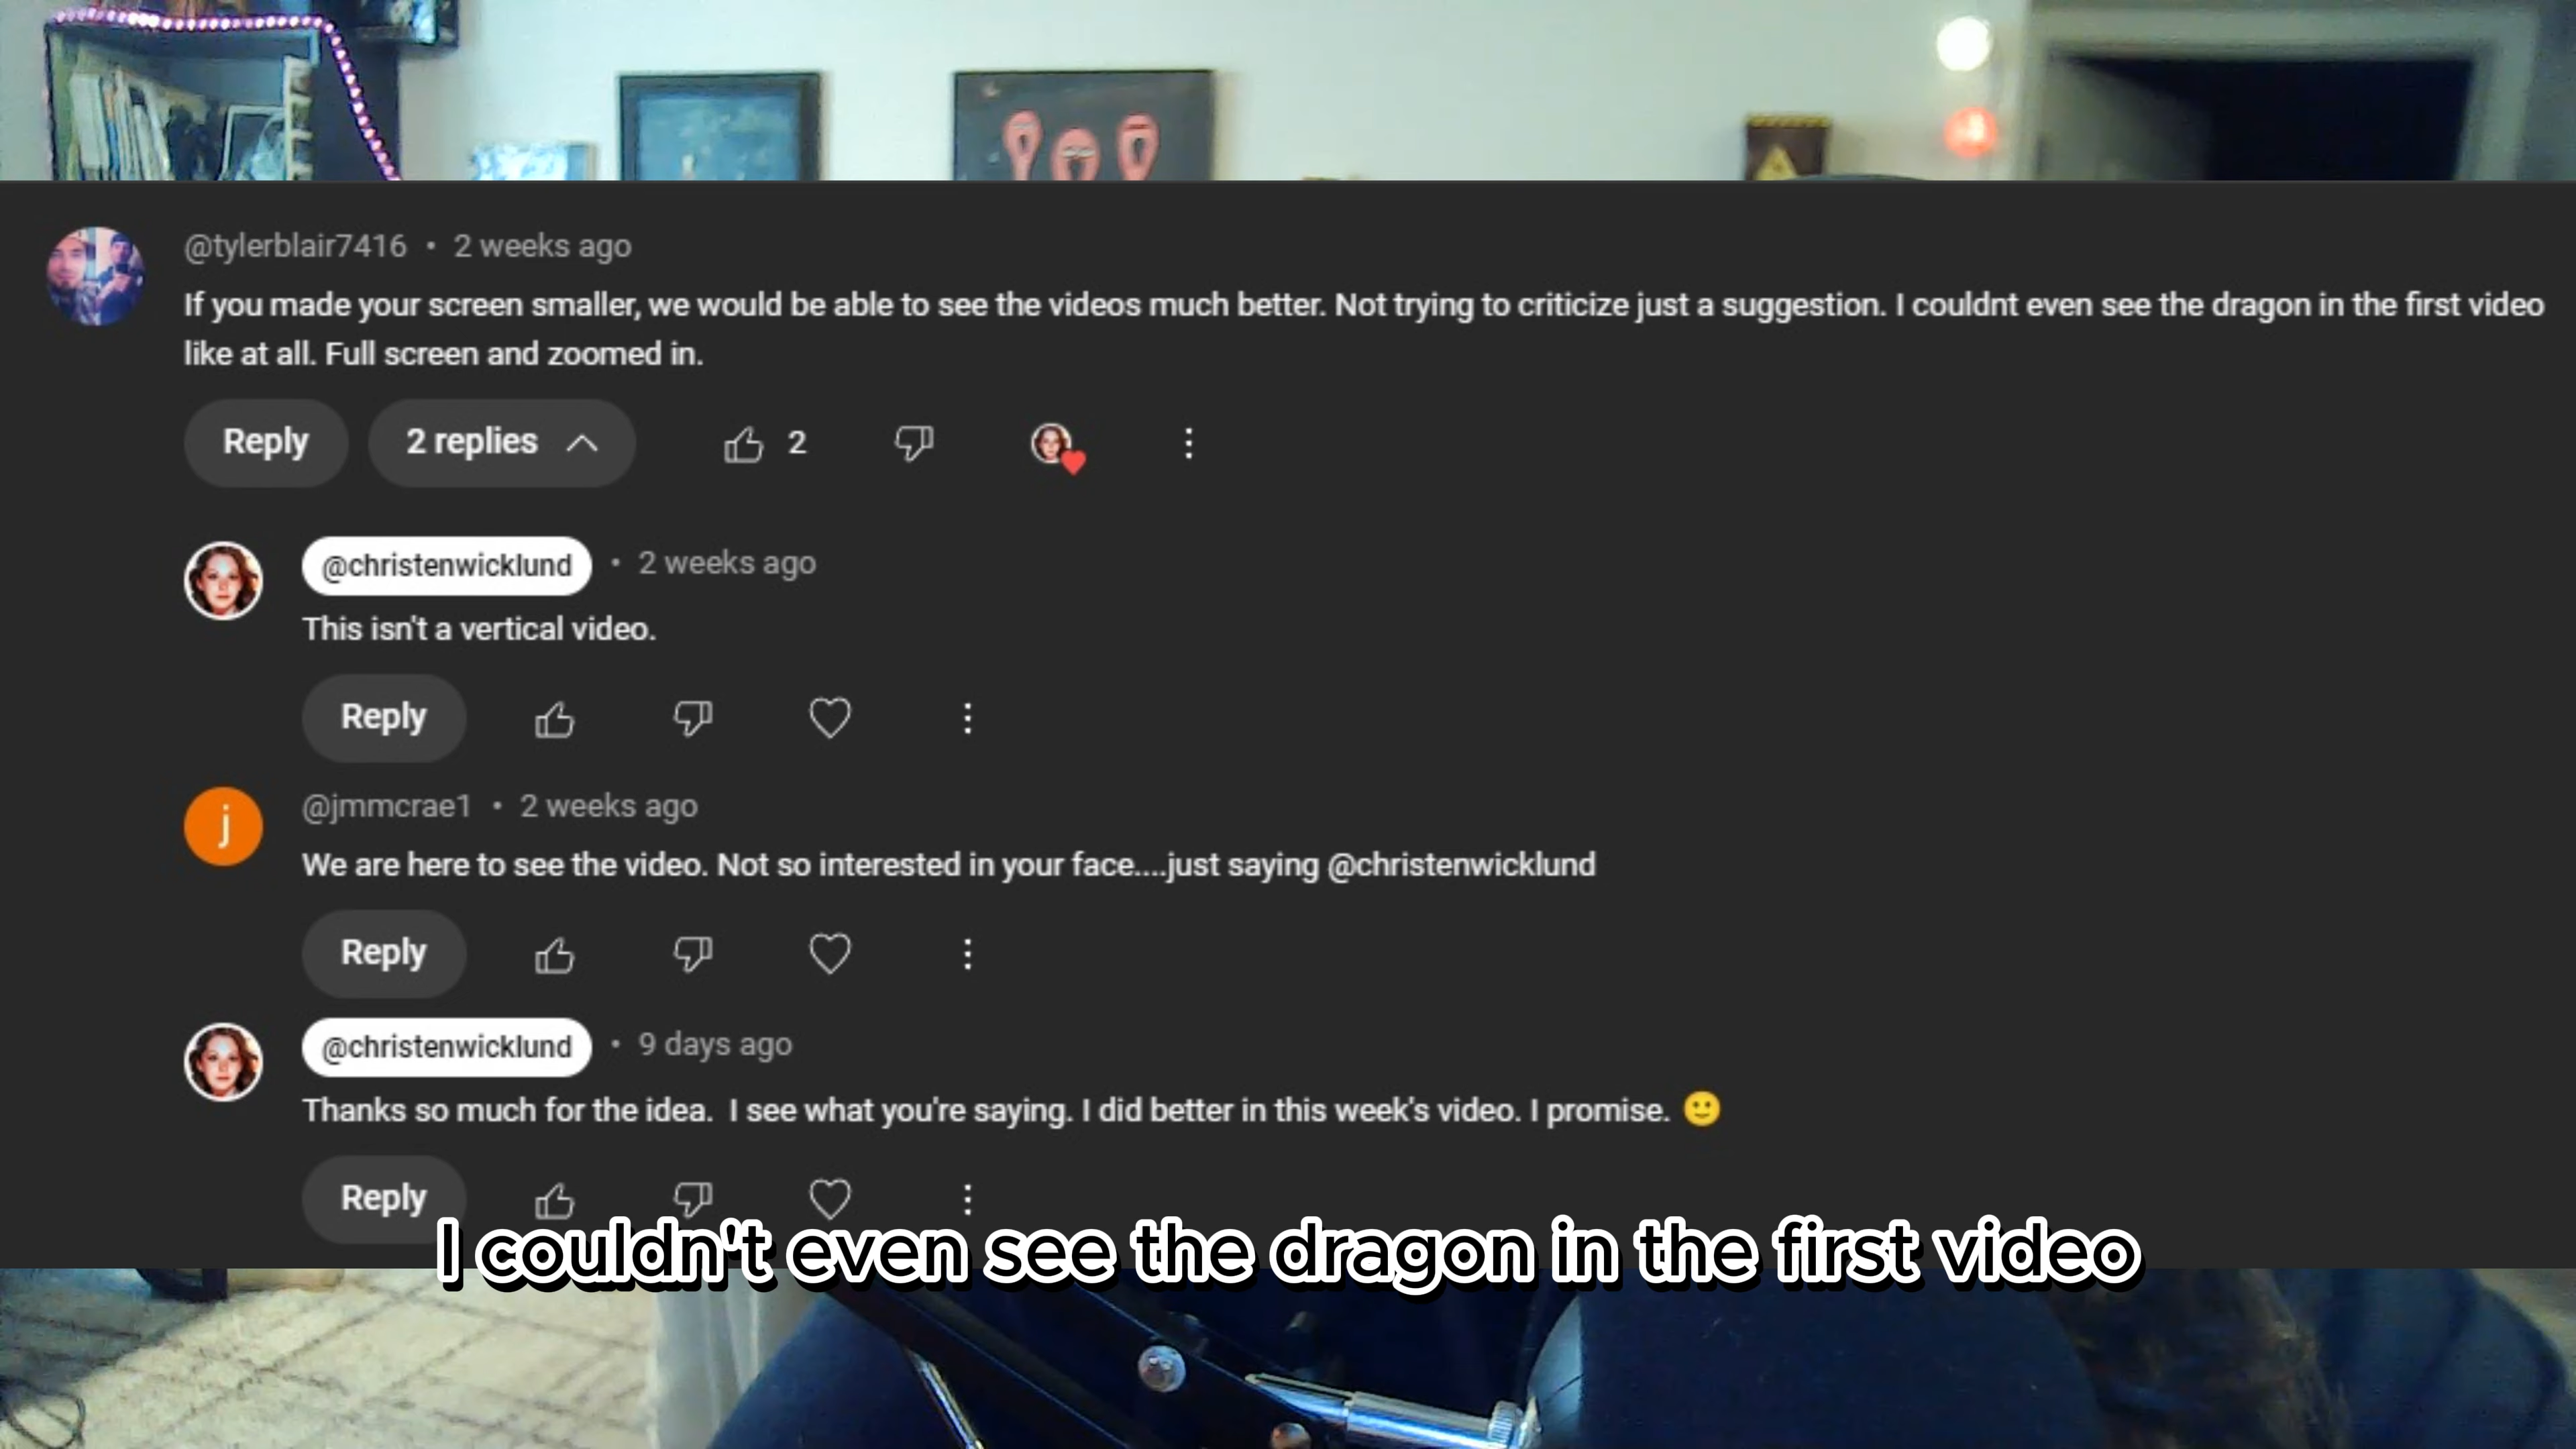 @tylerblair7416 • 2 weeks ago
If you made your screen smaller, we would be able to see the videos much better. Not trying to criticize just a suggestion. I couldnt even see the dragon in the first video
like at all. Full screen and zoomed in.
Reply 2 replies 2
@christenwicklund • 2 weeks ago
This isn't a vertical video.
Reply
j @jmmcrae1 • 2 weeks ago
We are here to see the video. Not so interested in your face....just saying @christenwicklund
Reply
@christenwicklund • 9 days ago
Thanks so much for the idea.  I see what you're saying. I did better in this week's video. I promise. 🙂
Reply
I couldn't even see the dragon in the first video